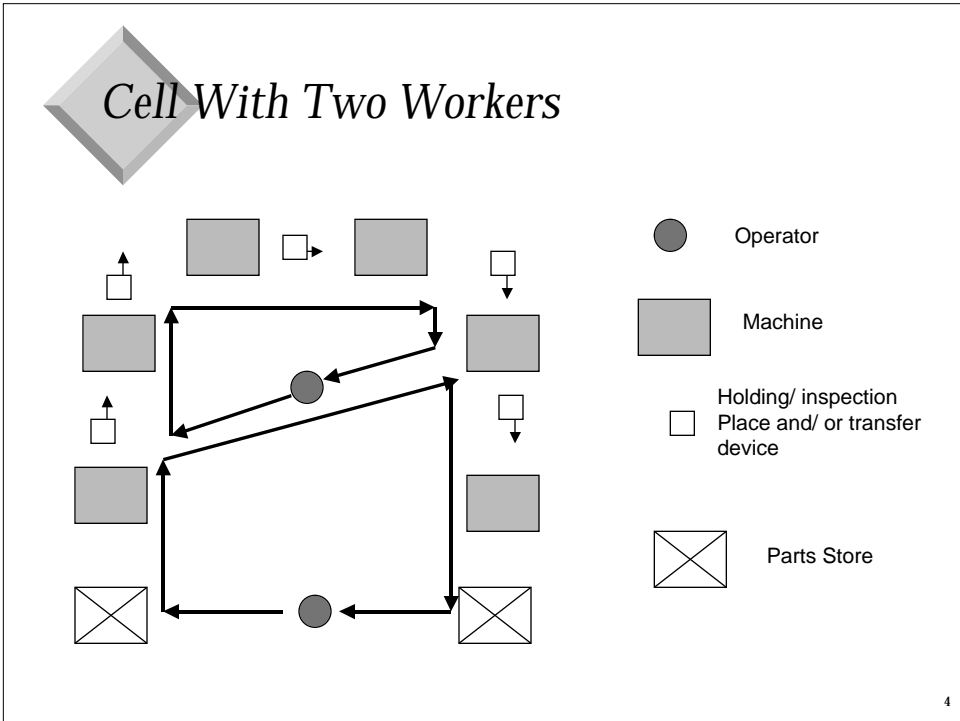 Cell With Two Workers
Operator
Machine
Holding/ inspection
Place and/ or transfer
device
Parts Store
4